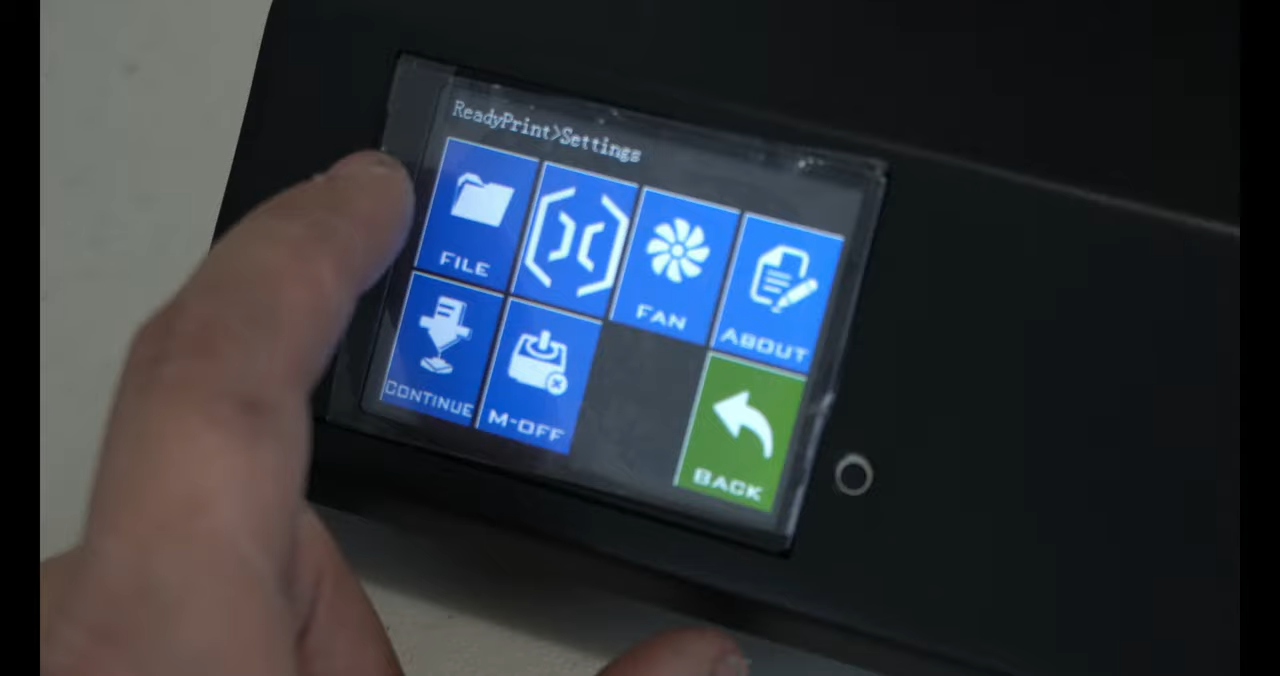 ReadyPrint>Settings
FILE
FAN
ABOUT
CONTINUE
M-OFF
BACK